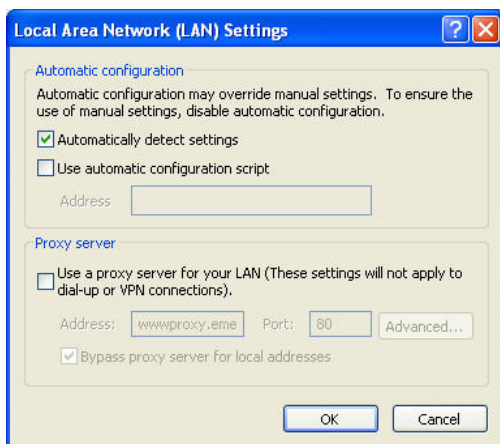 Local Area Network (LAN) Settings
Automatic configuration
Automatic configuration may override manual settings. To ensure the
use of manual settings, disable automatic configuration.
Automatically detect settings
Use automatic configuration script
Address
Proxy server
Use a proxy server for your LAN (These settings will not apply to
dial-up or VPN connections).
Address: wwwproxy.eme Port: 80 Advanced...
Bypass proxy server for local addresses
OK Cancel